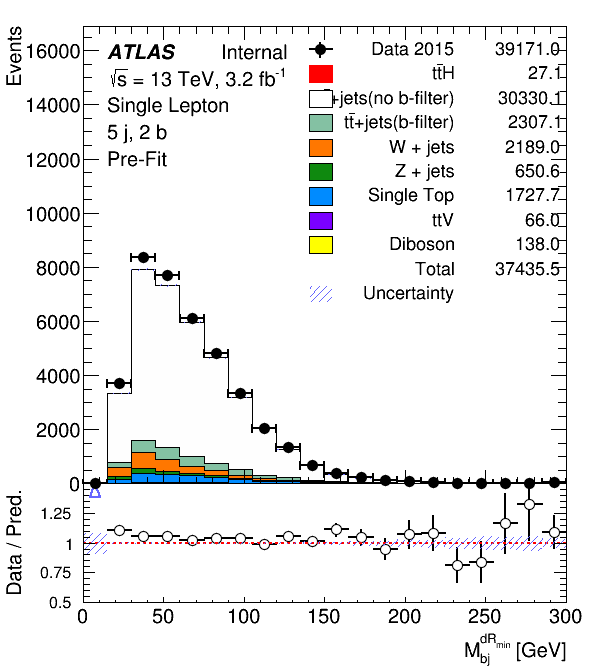 Events
16000
14000
12000
10000
8000
6000
4000
2000
0
ATLAS Internal
√s = 13 TeV, 3.2 fb-1
Single Lepton
5 j, 2 b
Pre-Fit
Data 2015 39171.0
tt̄H 27.1
+jets(no b-filter) 30330.1
tt̄+jets(b-filter) 2307.1
W + jets 2189.0
Z + jets 650.6
Single Top 1727.7
ttV 66.0
Diboson 138.0
Total 37435.5
Uncertainty
Data / Pred.
1.25
1
0.75
0.5
0 50 100 150 200 250 300
M_bj^dR_min [GeV]